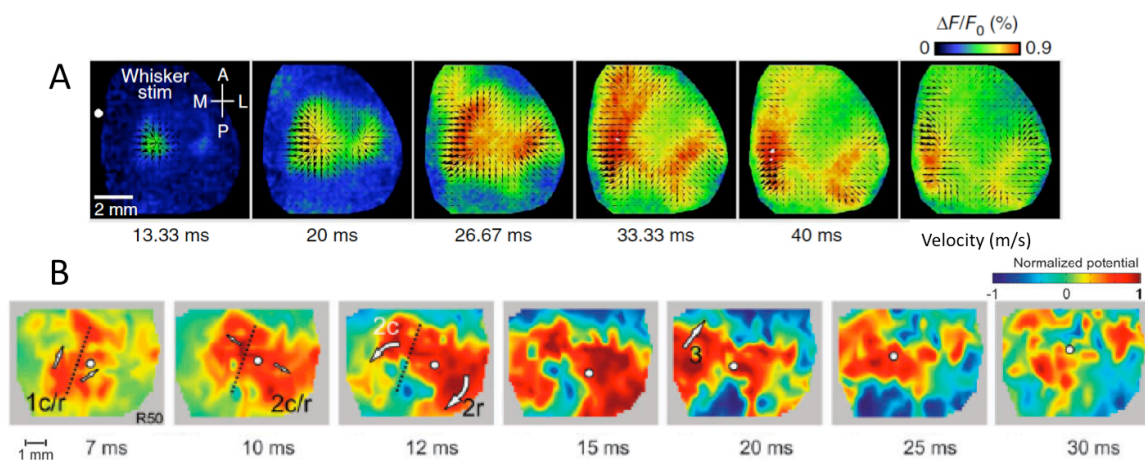 ΔF/F0 (%)
0 0.9
A
Whisker
stim
A
M L
P
2 mm
13.33 ms 20 ms 26.67 ms 33.33 ms 40 ms Velocity (m/s)
B
Normalized potential
-1 0 1
1c/r
R50
2c/r
2c
2r
3
1 mm
7 ms 10 ms 12 ms 15 ms 20 ms 25 ms 30 ms